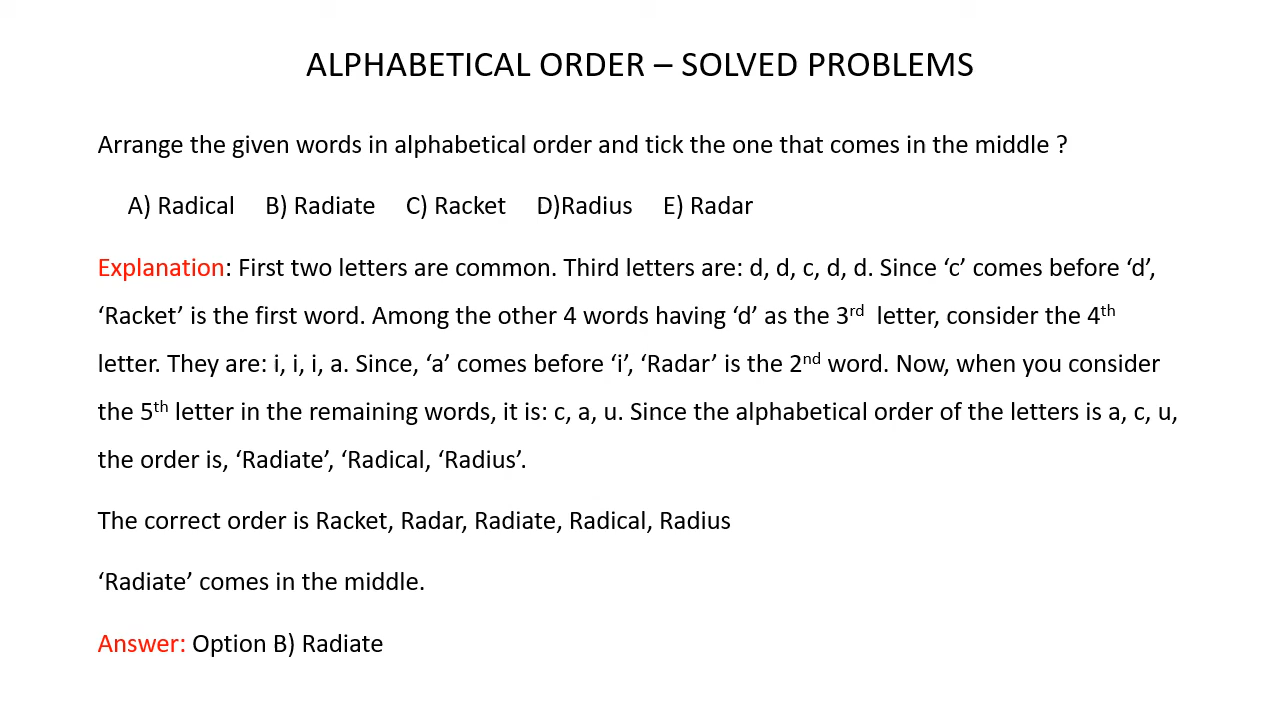 ALPHABETICAL ORDER – SOLVED PROBLEMS
Arrange the given words in alphabetical order and tick the one that comes in the middle ?
A) Radical B) Radiate C) Racket D)Radius E) Radar
Explanation: First two letters are common. Third letters are: d, d, c, d, d. Since ‘c’ comes before ‘d’,
‘Racket’ is the first word. Among the other 4 words having ‘d’ as the 3rd letter, consider the 4th
letter. They are: i, i, i, a. Since, ‘a’ comes before ‘i’, ‘Radar’ is the 2nd word. Now, when you consider
the 5th letter in the remaining words, it is: c, a, u. Since the alphabetical order of the letters is a, c, u,
the order is, ‘Radiate’, ‘Radical, ‘Radius’.
The correct order is Racket, Radar, Radiate, Radical, Radius
‘Radiate’ comes in the middle.
Answer: Option B) Radiate